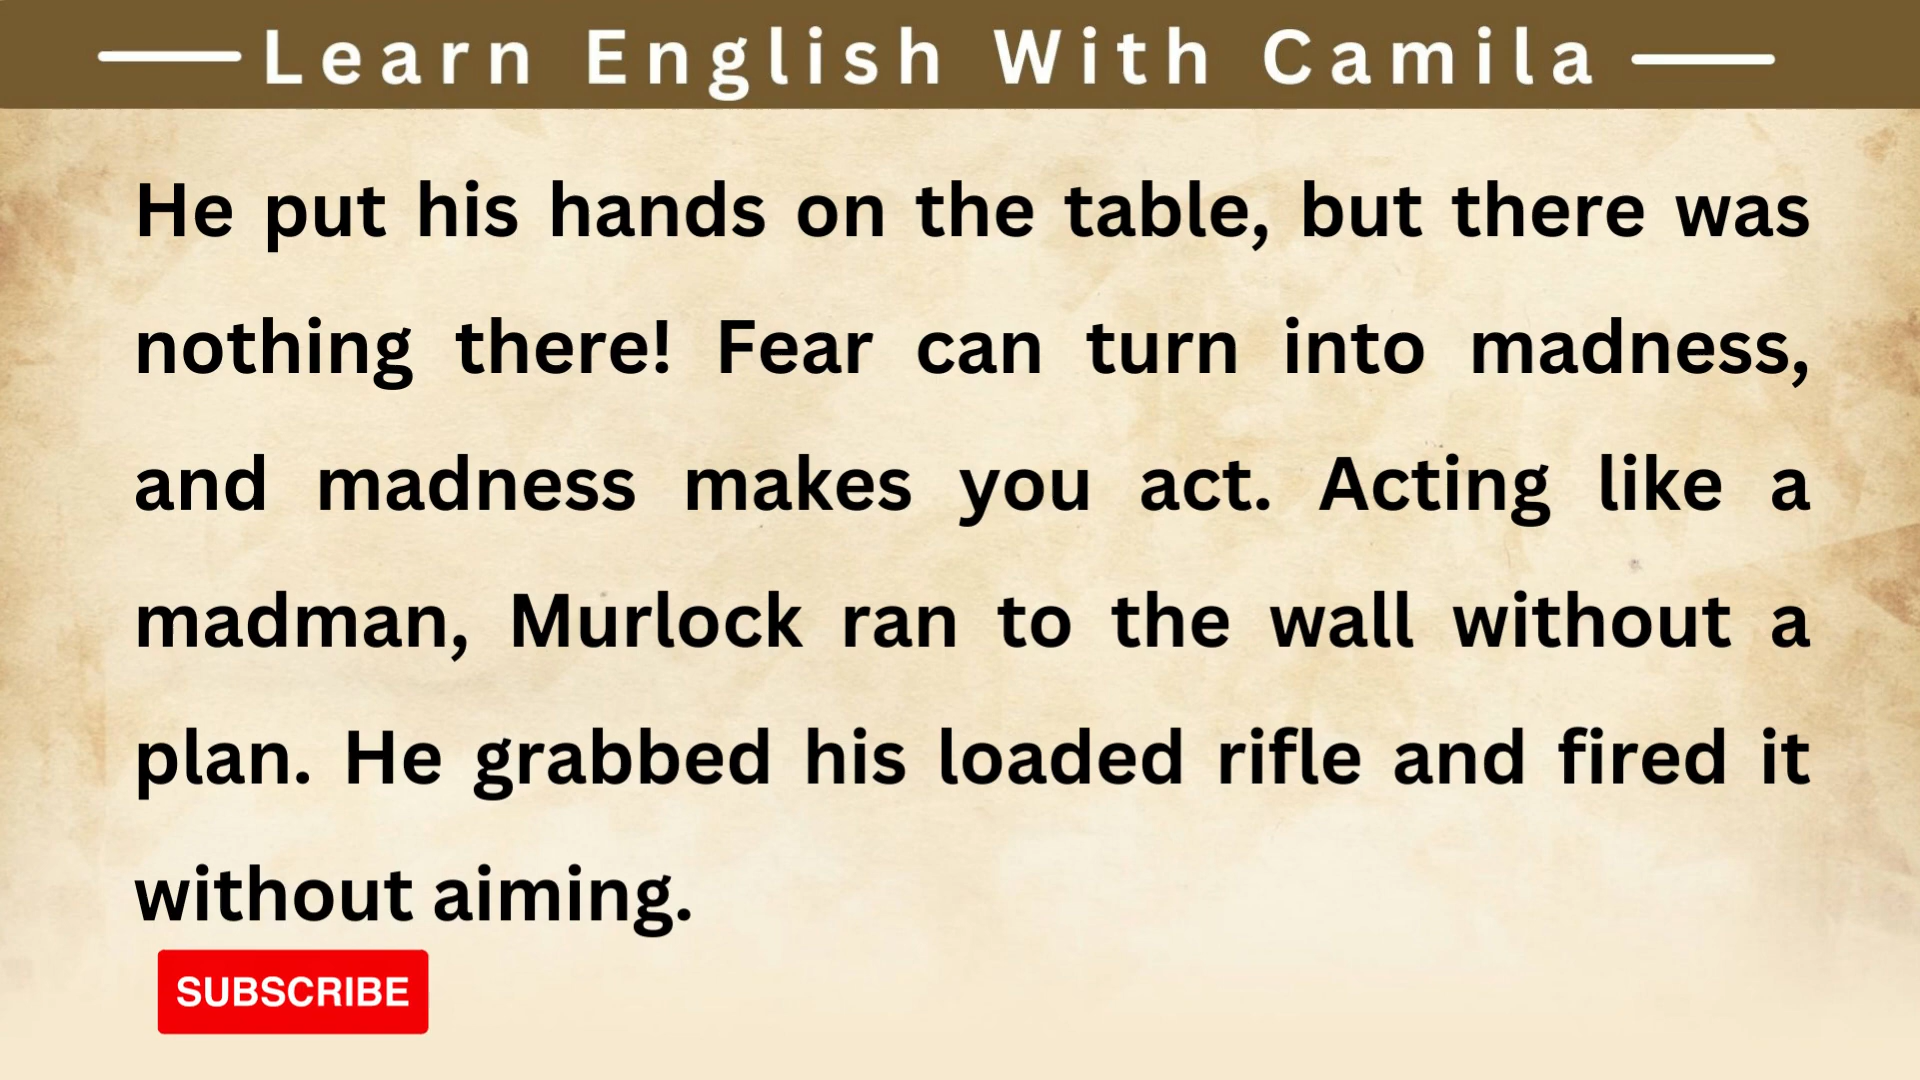 Learn English With Camila
He put his hands on the table, but there was
nothing there! Fear can turn into madness,
and madness makes you act. Acting like a
madman, Murlock ran to the wall without a
plan. He grabbed his loaded rifle and fired it
without aiming.
SUBSCRIBE